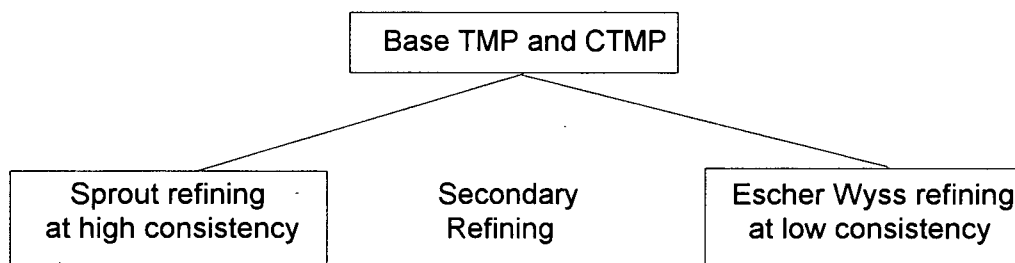 Base TMP and CTMP
Sprout refining
at high consistency
Secondary
Refining
Escher Wyss refining
at low consistency